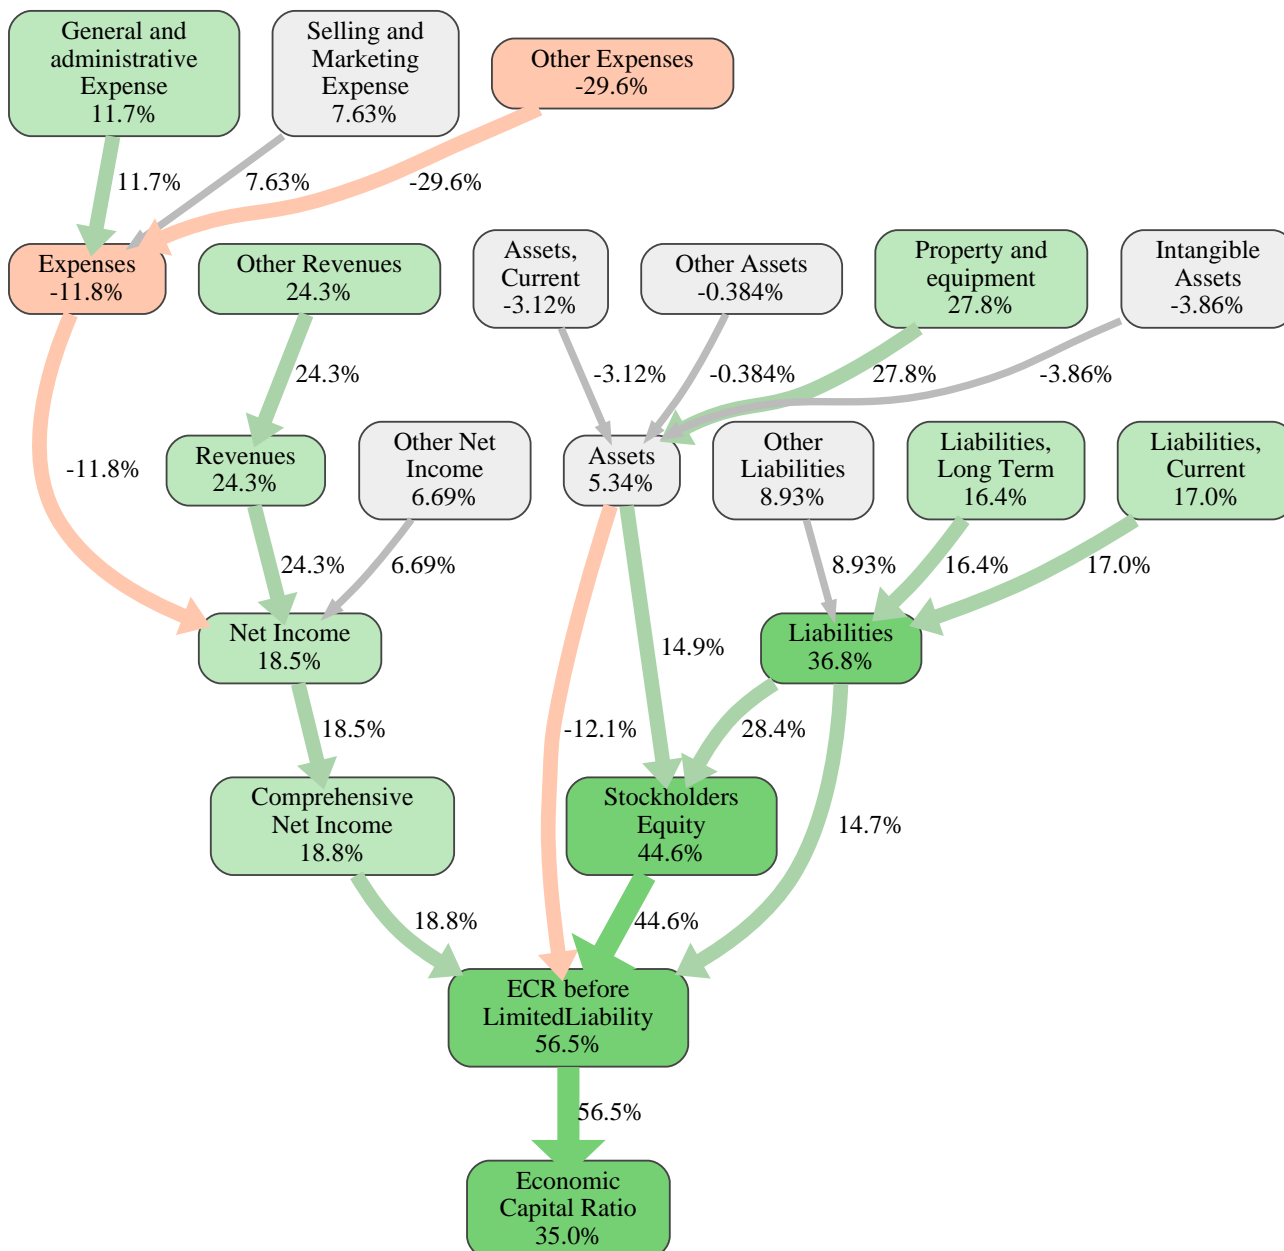 General and
administrative
Expense
11.7%
Selling and
Marketing
Expense
7.63%
Other Expenses
-29.6%
11.7%
7.63%
-29.6%
Expenses
-11.8%
Other Revenues
24.3%
Assets,
Current
-3.12%
Other Assets
-0.384%
Property and
equipment
27.8%
Intangible
Assets
-3.86%
24.3%
-3.12%
-0.384%
27.8%
-3.86%
-11.8%
Revenues
24.3%
Other Net
Income
6.69%
Assets
5.34%
Other
Liabilities
8.93%
Liabilities,
Long Term
16.4%
Liabilities,
Current
17.0%
24.3%
6.69%
8.93%
16.4%
17.0%
Net Income
18.5%
14.9%
Liabilities
36.8%
18.5%
-12.1%
28.4%
Comprehensive
Net Income
18.8%
Stockholders
Equity
44.6%
14.7%
18.8%
44.6%
ECR before
LimitedLiability
56.5%
56.5%
Economic
Capital Ratio
35.0%